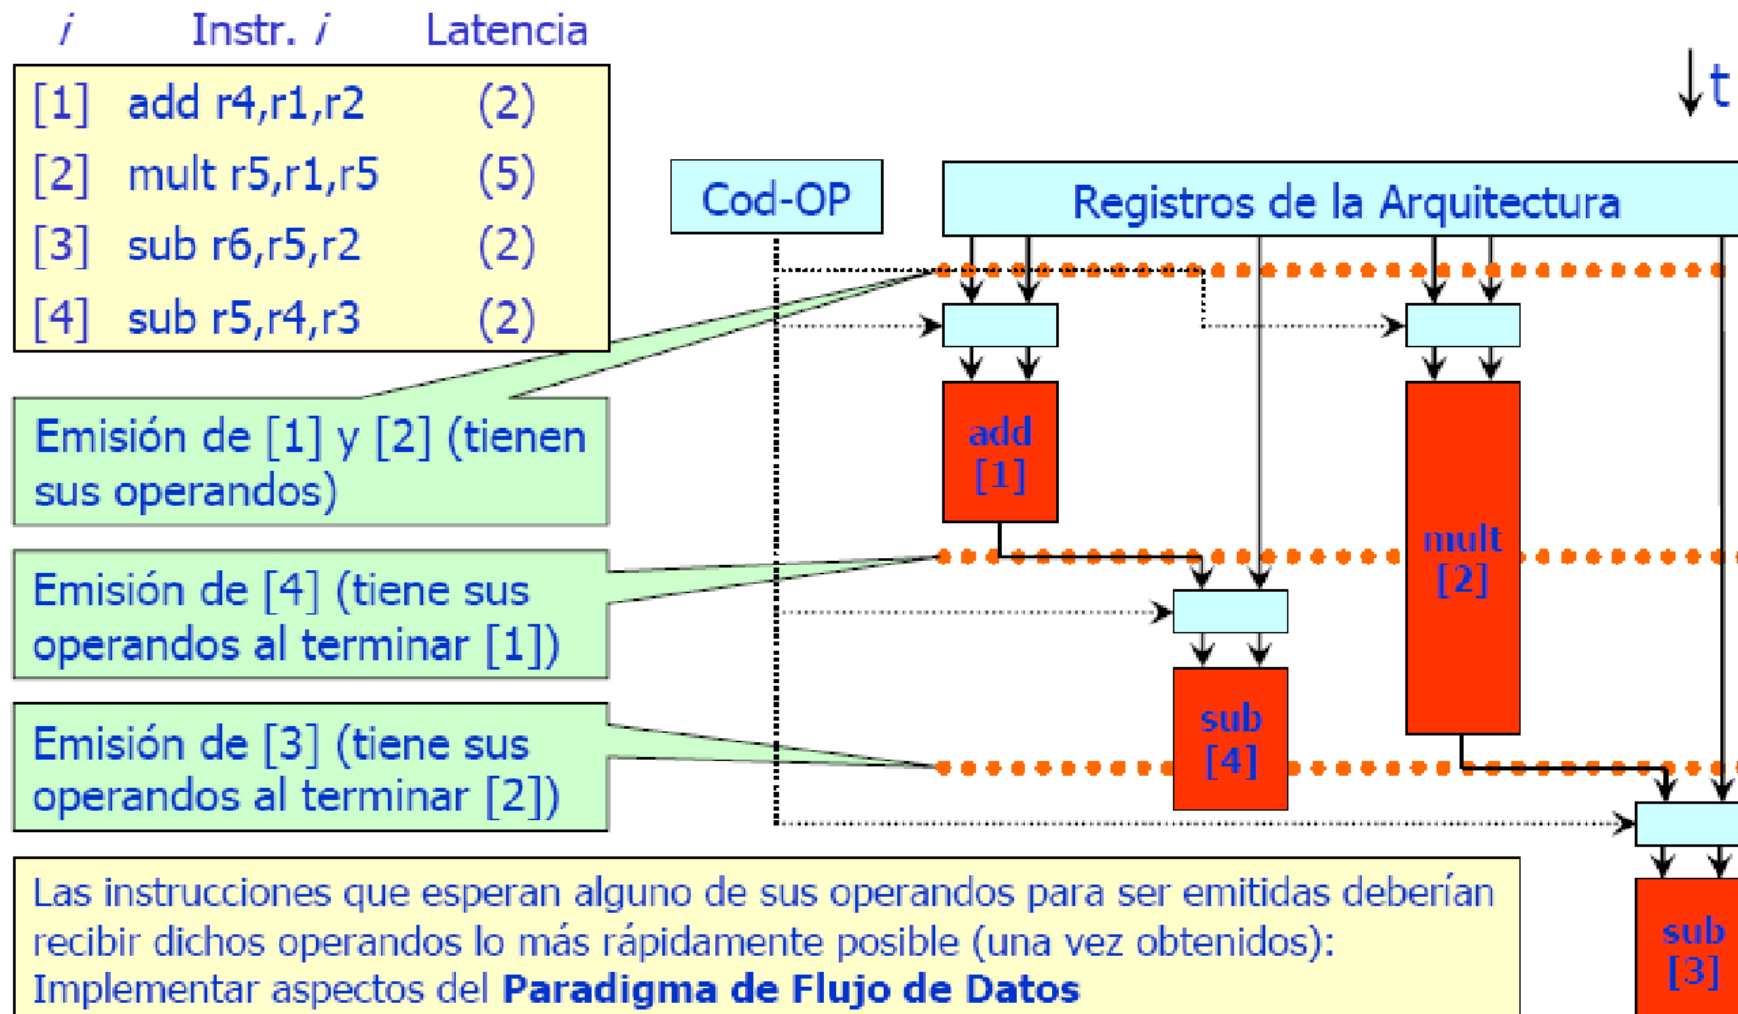 i Instr. i Latencia
[1] add r4,r1,r2 (2)
[2] mult r5,r1,r5 (5)
[3] sub r6,r5,r2 (2)
[4] sub r5,r4,r3 (2)
t
Cod-OP
Registros de la Arquitectura
Emisión de [1] y [2] (tienen
sus operandos)
add
[1]
mult
[2]
Emisión de [4] (tiene sus
operandos al terminar [1])
sub
[4]
Emisión de [3] (tiene sus
operandos al terminar [2])
sub
[3]
Las instrucciones que esperan alguno de sus operandos para ser emitidas deberían
recibir dichos operandos lo más rápidamente posible (una vez obtenidos):
Implementar aspectos del Paradigma de Flujo de Datos